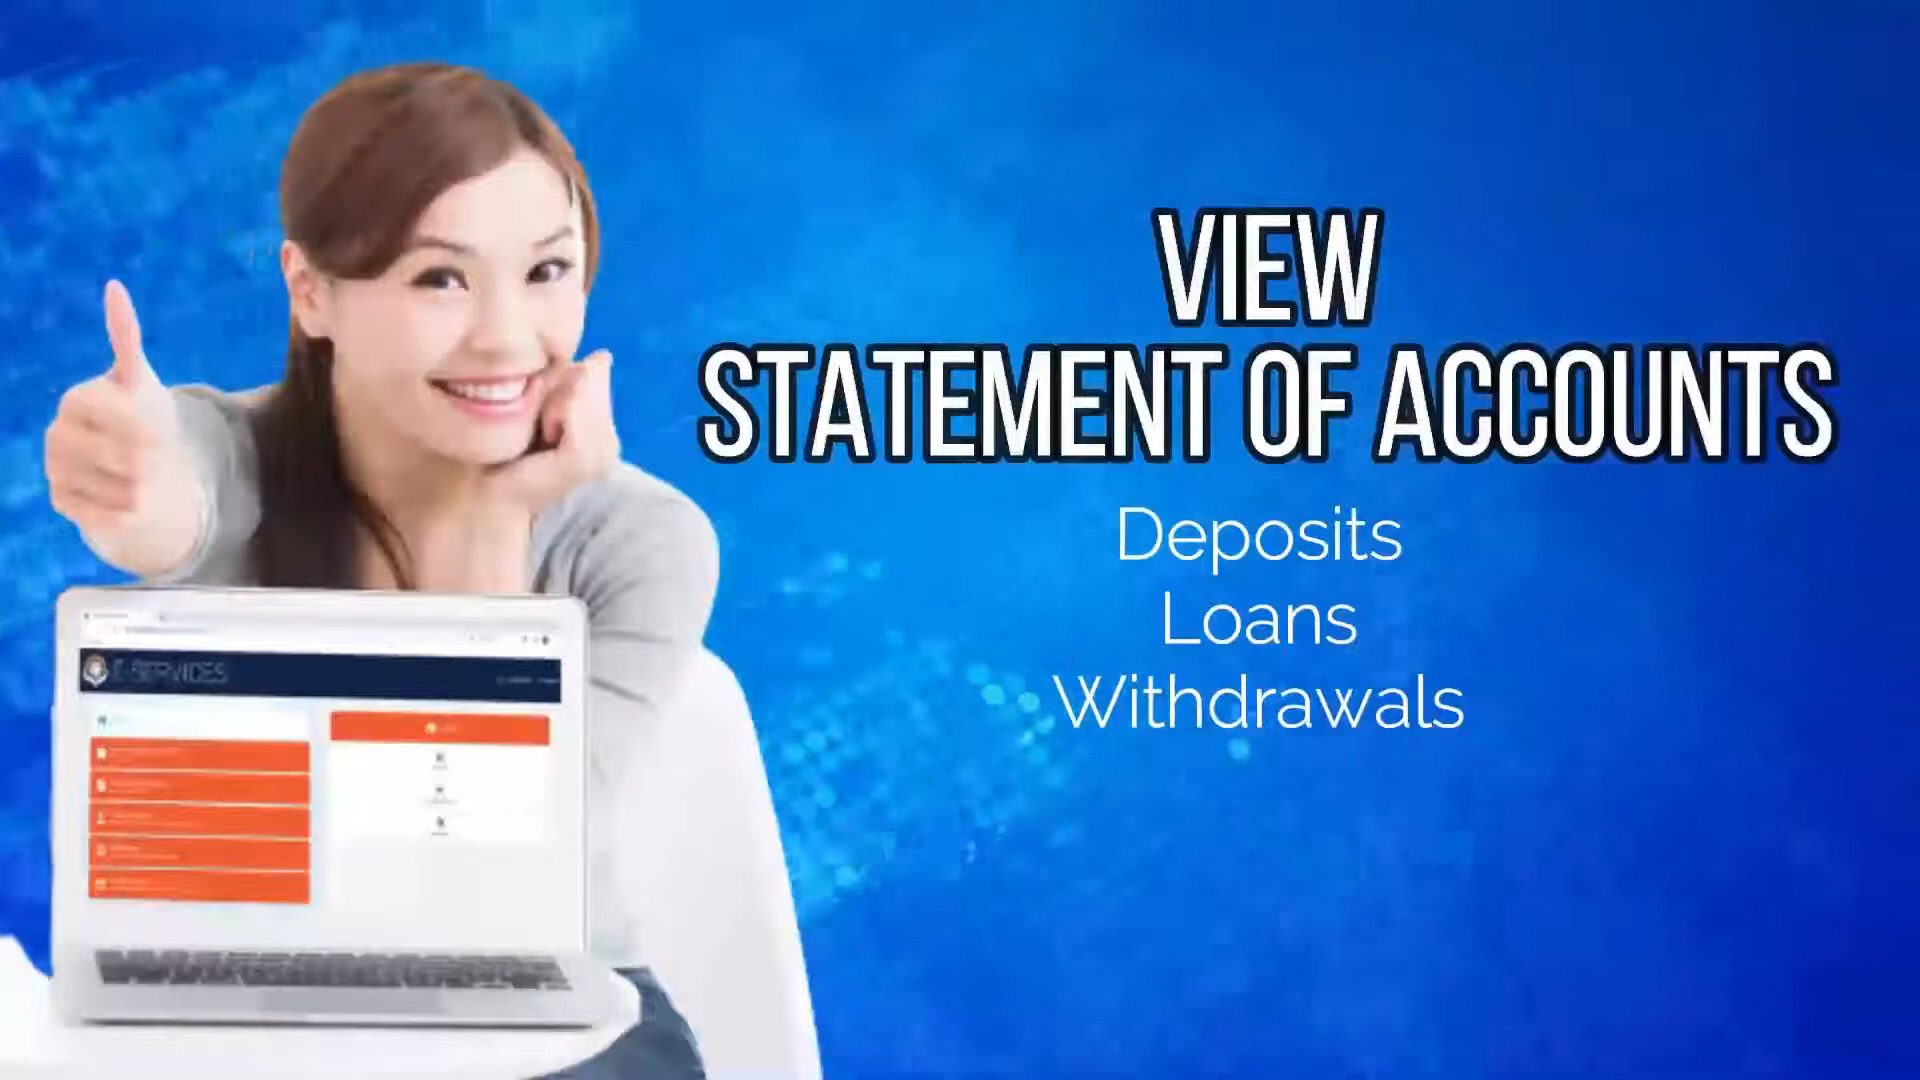 VIEW
STATEMENT OF ACCOUNTS
Deposits
Loans
Withdrawals
E-SERVICES